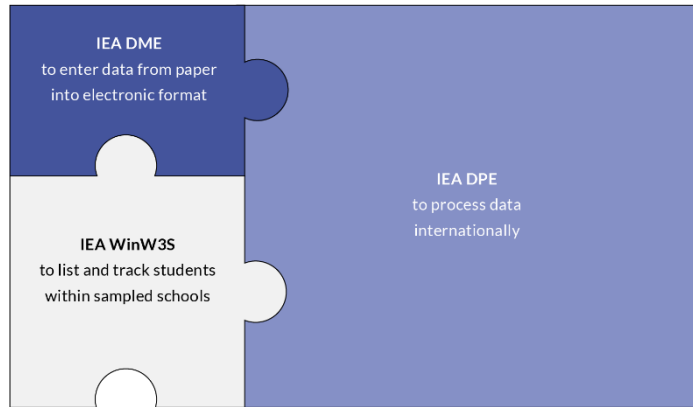 IEA DME
to enter data from paper
into electronic format
IEA DPE
to process data
internationally
IEA WinW3S
to list and track students
within sampled schools